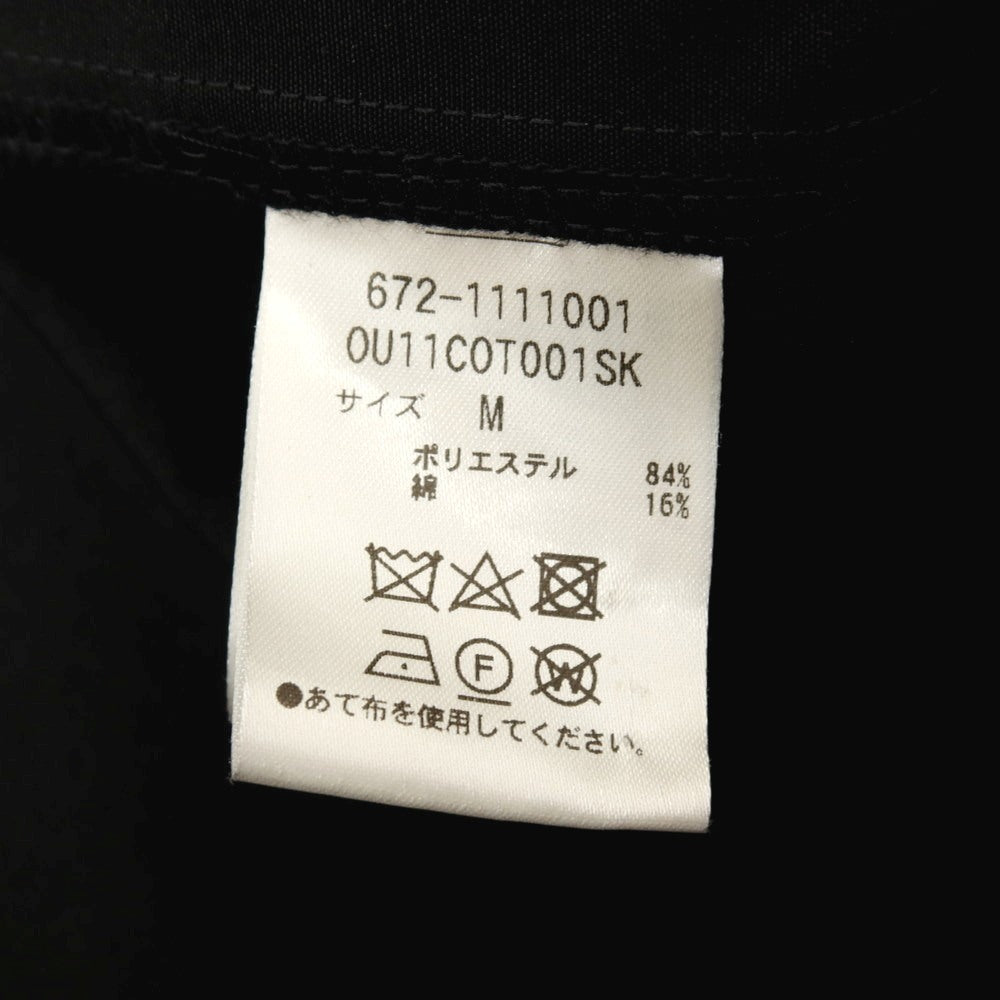 672-1111001
OU11COT001SK
サイズ M
ポリエステル 84%
綿 16%
F W
●あて布を使用してください。